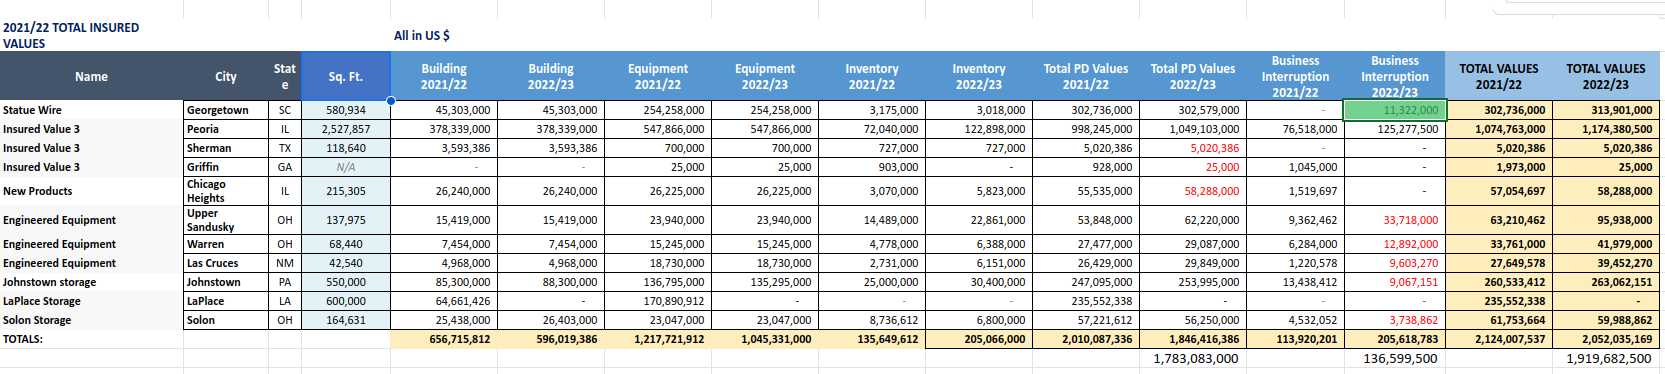 2021/22 TOTAL INSURED
VALUES
All in US $
Name City Stat
e Sq. Ft. Building
2021/22 Building
2022/23 Equipment
2021/22 Equipment
2022/23 Inventory
2021/22 Inventory
2022/23 Total PD Values
2021/22 Total PD Values
2022/23 Business
Interruption
2021/22 Business
Interruption
2022/23 TOTAL VALUES
2021/22 TOTAL VALUES
2022/23
Statue Wire Georgetown SC 580,934 45,303,000 45,303,000 254,258,000 254,258,000 3,175,000 3,018,000 302,736,000 302,579,000 - 11,322,000 302,736,000 313,901,000
Insured Value 3 Peoria IL 2,527,857 378,339,000 378,339,000 547,866,000 547,866,000 72,040,000 122,898,000 998,245,000 1,049,103,000 76,518,000 125,277,500 1,074,763,000 1,174,380,500
Insured Value 3 Sherman TX 118,640 3,593,386 3,593,386 700,000 700,000 727,000 727,000 5,020,386 5,020,386 - - 5,020,386 5,020,386
Insured Value 3 Griffin GA N/A - - 25,000 25,000 903,000 - 928,000 25,000 1,045,000 - 1,973,000 25,000
New Products Chicago
Heights IL 215,305 26,240,000 26,240,000 26,225,000 26,225,000 3,070,000 5,823,000 55,535,000 58,288,000 1,519,697 - 57,054,697 58,288,000
Engineered Equipment Upper
Sandusky OH 137,975 15,419,000 15,419,000 23,940,000 23,940,000 14,489,000 22,861,000 53,848,000 62,220,000 9,362,462 33,718,000 63,210,462 95,938,000
Engineered Equipment Warren OH 68,440 7,454,000 7,454,000 15,245,000 15,245,000 4,778,000 6,388,000 27,477,000 29,087,000 6,284,000 12,892,000 33,761,000 41,979,000
Engineered Equipment Las Cruces NM 42,540 4,968,000 4,968,000 18,730,000 18,730,000 2,731,000 6,151,000 26,429,000 29,849,000 1,220,578 9,603,270 27,649,578 39,452,270
Johnstown storage Johnstown PA 550,000 85,300,000 88,300,000 136,795,000 135,295,000 25,000,000 30,400,000 247,095,000 253,995,000 13,438,412 9,067,151 260,533,412 263,062,151
LaPlace Storage LaPlace LA 600,000 64,661,426 - 170,890,912 - - - 235,552,338 - - - 235,552,338 -
Solon Storage Solon OH 164,631 25,438,000 26,403,000 23,047,000 23,047,000 8,736,612 6,800,000 57,221,612 56,250,000 4,532,052 3,738,862 61,753,664 59,988,862
TOTALS: 656,715,812 596,019,386 1,217,721,912 1,045,331,000 135,649,612 205,066,000 2,010,087,336 1,846,416,386 113,920,201 205,618,783 2,124,007,537 2,052,035,169
1,783,083,000 136,599,500 1,919,682,500